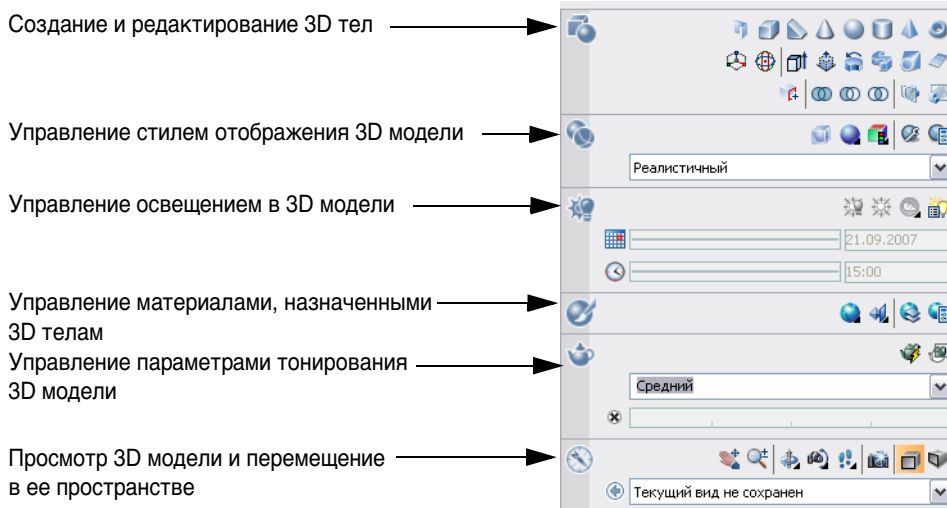 Создание и редактирование 3D тел
Управление стилем отображения 3D модели
Реалистичный
Управление освещением в 3D модели
21.09.2007
15:00
Управление материалами, назначенными
3D телам
Управление параметрами тонирования
3D модели
Средний
Просмотр 3D модели и перемещение
в ее пространстве
Текущий вид не сохранен